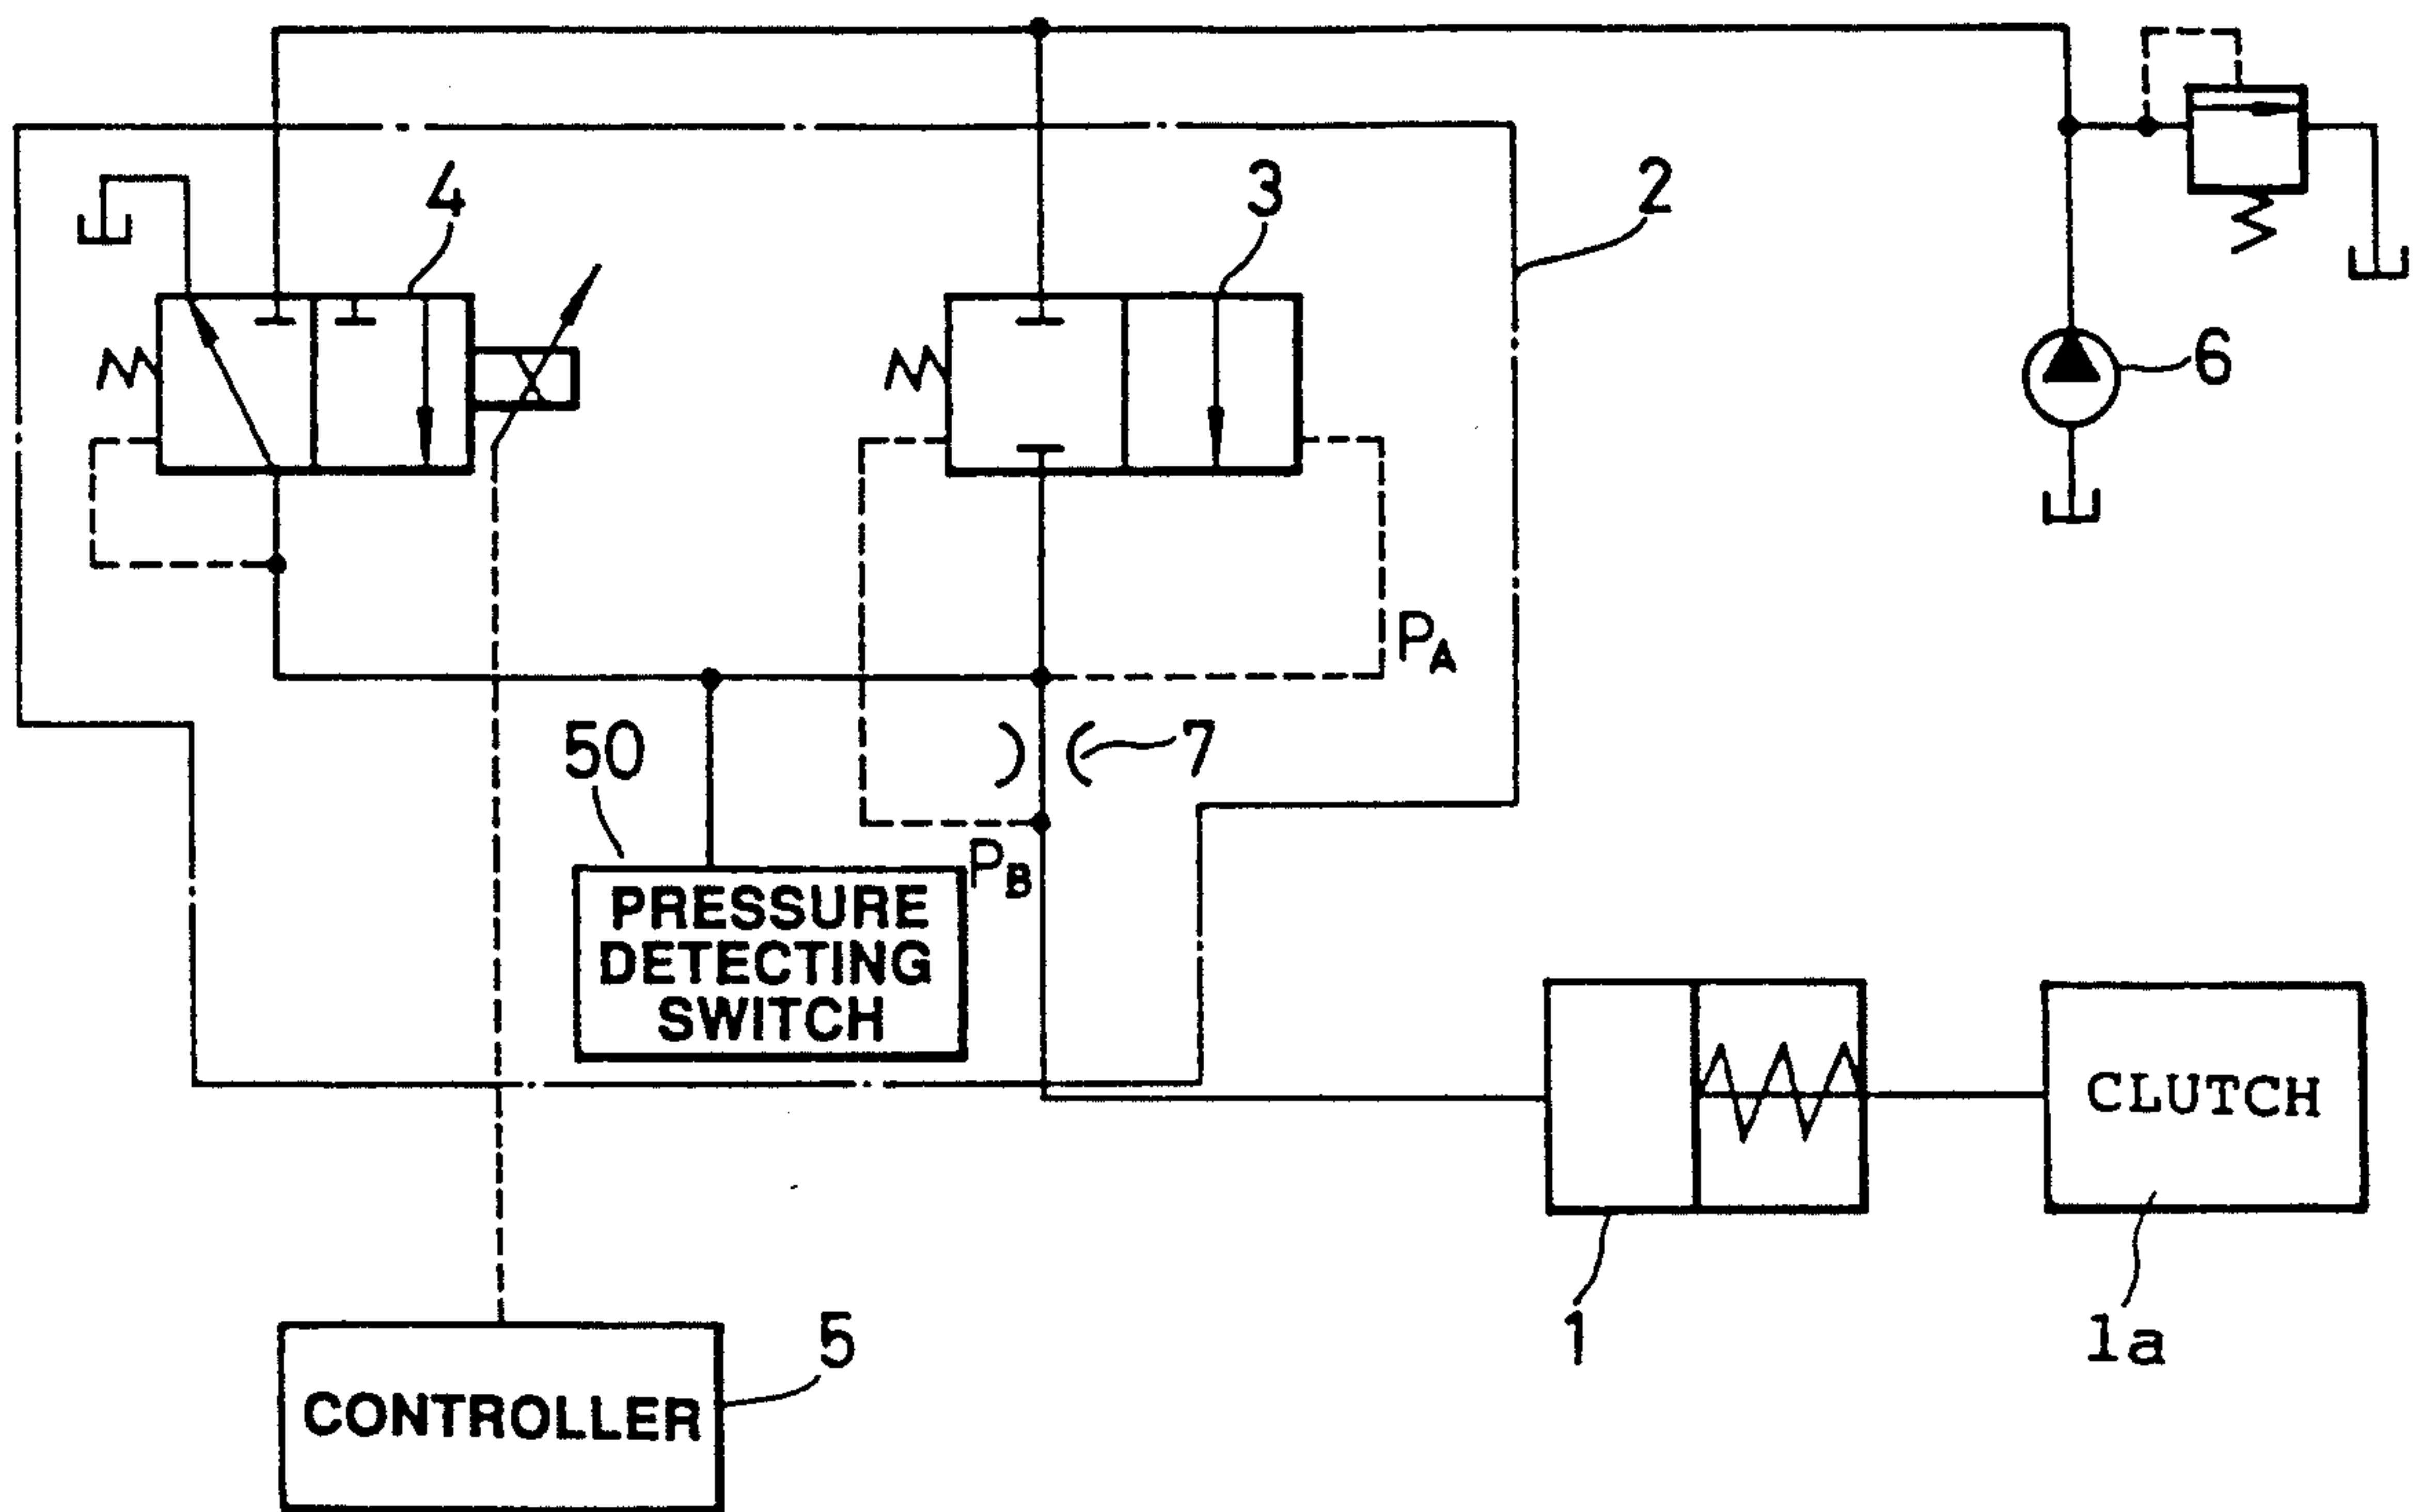 4
3
2
6
PA
50
7
PB
PRESSURE
DETECTING
SWITCH
CLUTCH
5
1
1a
CONTROLLER